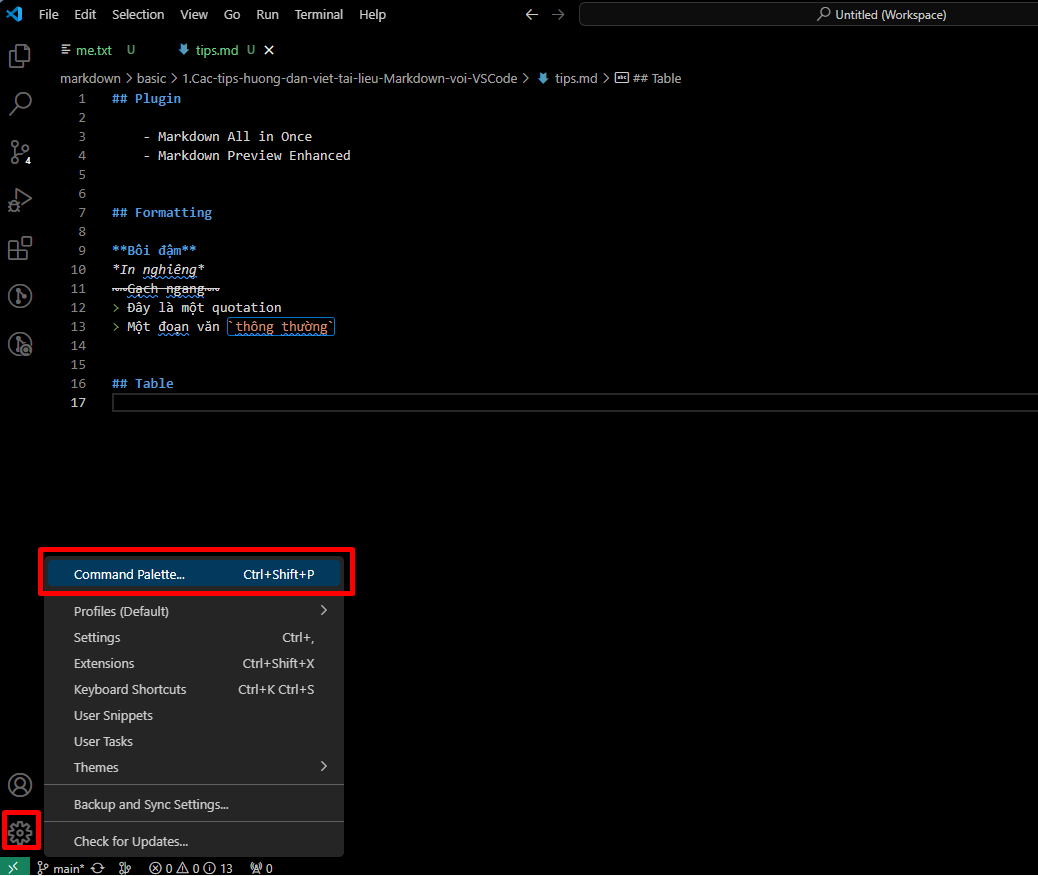 File Edit Selection View Go Run Terminal Help Untitled (Workspace)
me.txt U tips.md U
markdown > basic > 1.Cac-tips-huong-dan-viet-tai-lieu-Markdown-voi-VSCode > tips.md > ## Table
1 ## Plugin
2
3 - Markdown All in Once
4 - Markdown Preview Enhanced
5
6
7 ## Formatting
8
9 **Bôi đậm**
10 *In nghiêng*
11 ~~Gạch ngang~~
12 > Đây là một quotation
13 > Một đoạn văn `thông thường`
14
15
16 ## Table
17
Command Palette... Ctrl+Shift+P
Profiles (Default)
Settings Ctrl+,
Extensions Ctrl+Shift+X
Keyboard Shortcuts Ctrl+K Ctrl+S
User Snippets
User Tasks
Themes
Backup and Sync Settings...
Check for Updates...
4
main* 0 0 13 0